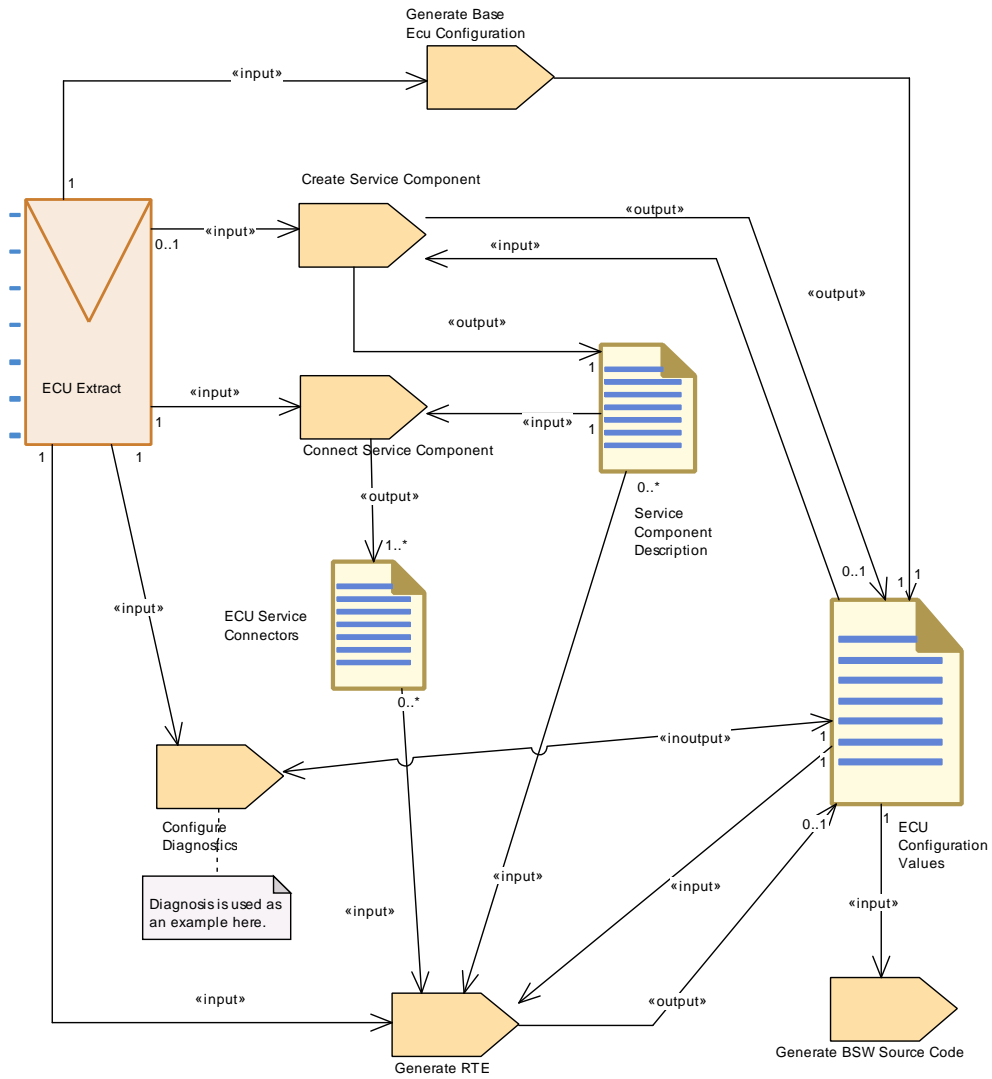 Generate Base
Ecu Configuration
«input»
1
Create Service Component
«output»
«input»
0..1
«input»
«output»
«output»
1
ECU Extract
«input»
1
«input»
1
Connect Service Component
1
1
«output»
0..*
Service
Component
Description
1..*
0..1
1
1
«input»
ECU Service
Connectors
0..*
«inoutput»
1
1
Configure
Diagnostics
0..1
1
ECU
Configuration
Values
Diagnosis is used as
an example here.
«input»
«input»
«input»
«input»
«input»
«output»
Generate RTE
Generate BSW Source Code